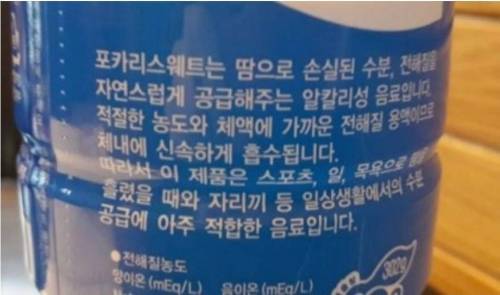 포카리스웨트는 땀으로 손실된 수분, 전해질을
자연스럽게 공급해주는 알칼리성 음료입니다.
적절한 농도와 체액에 가까운 전해질 용액이므로
체내에 신속하게 흡수됩니다.
따라서 이 제품은 스포츠, 일, 목욕으로 땀을
흘렸을 때와 자리끼 등 일상생활에서의 수분
공급에 아주 적합한 음료입니다.
●전해질농도
양이온 (mEq/L) 음이온 (mEq/L)
302g